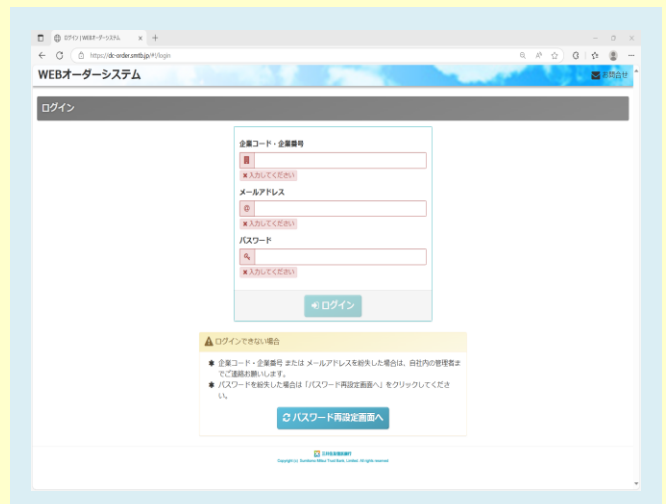 ログイン | WEBオーダーシステム
https://dc-order.smtb.jp/#!/login
WEBオーダーシステム
お問合せ
ログイン
企業コード・企業番号
入力してください
メールアドレス
@
入力してください
パスワード
入力してください
ログイン
ログインできない場合
企業コード・企業番号 または メールアドレスを紛失した場合は、自社内の管理者ま
でご連絡お願いします。
パスワードを紛失した場合は「パスワード再設定画面へ」をクリックしてくださ
い。
パスワード再設定画面へ
三井住友信託銀行
Copyright (c) Sumitomo Mitsui Trust Bank, Limited. All rights reserved.